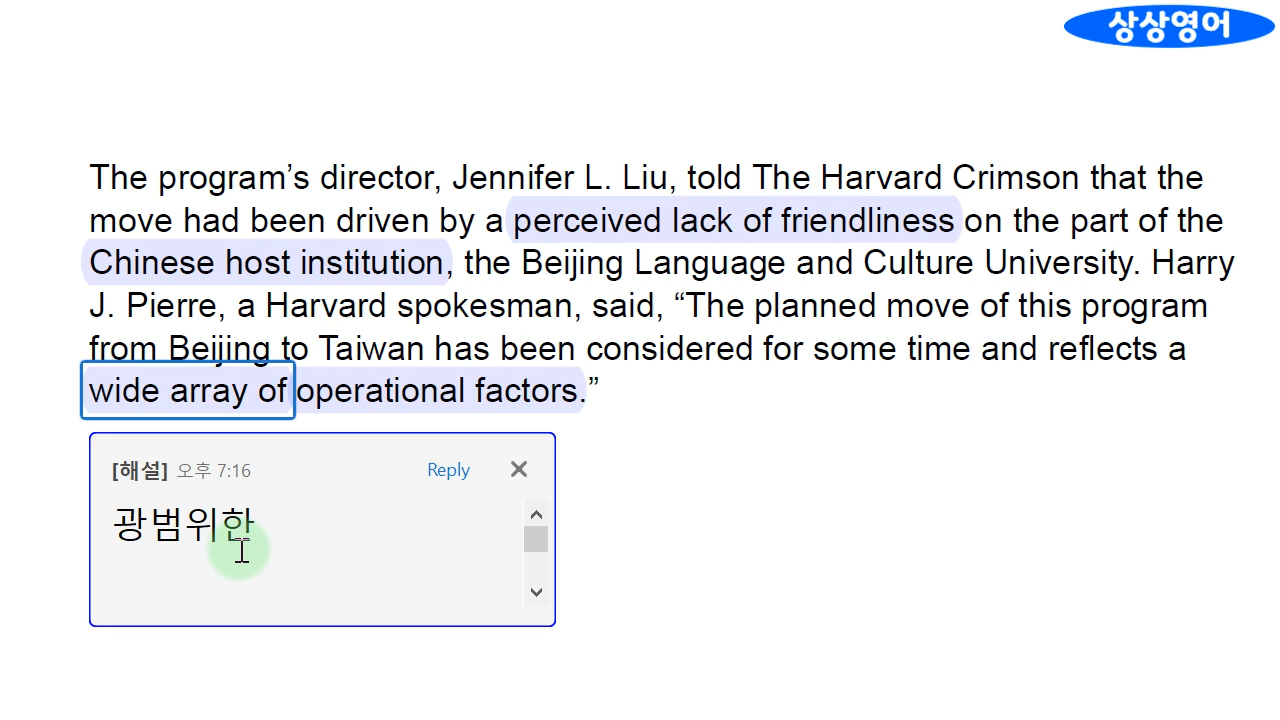 상상영어
The program’s director, Jennifer L. Liu, told The Harvard Crimson that the
move had been driven by a perceived lack of friendliness on the part of the
Chinese host institution, the Beijing Language and Culture University. Harry
J. Pierre, a Harvard spokesman, said, “The planned move of this program
from Beijing to Taiwan has been considered for some time and reflects a
wide array of operational factors.”
[해설] 오후 7:16 Reply
광범위한